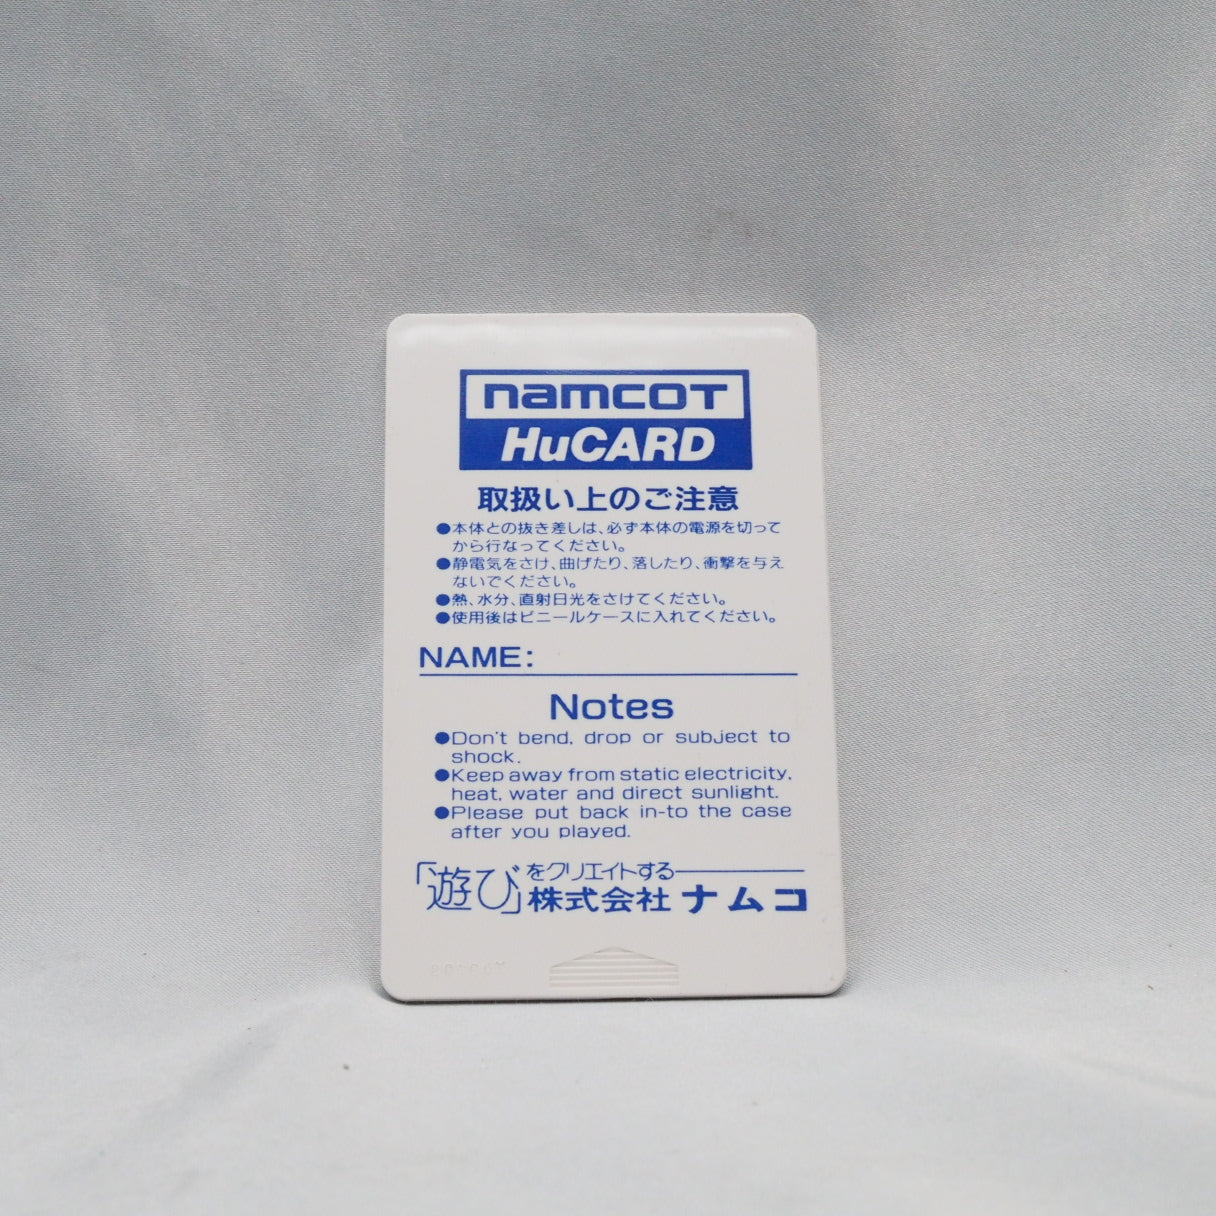 namcoT
HuCARD
取扱い上のご注意
●本体との抜き差しは、必ず本体の電源を切って
から行なってください。
●静電気をさけ、曲げたり、落したり、衝撃を与え
ないでください。
●熱、水分、直射日光をさけてください。
●使用後はビニールケースに入れてください。
NAME:
Notes
●Don't bend, drop or subject to
shock.
●Keep away from static electricity,
heat, water and direct sunlight.
●Please put back in-to the case
after you played.
「遊び」をクリエイトする
株式会社ナムコ